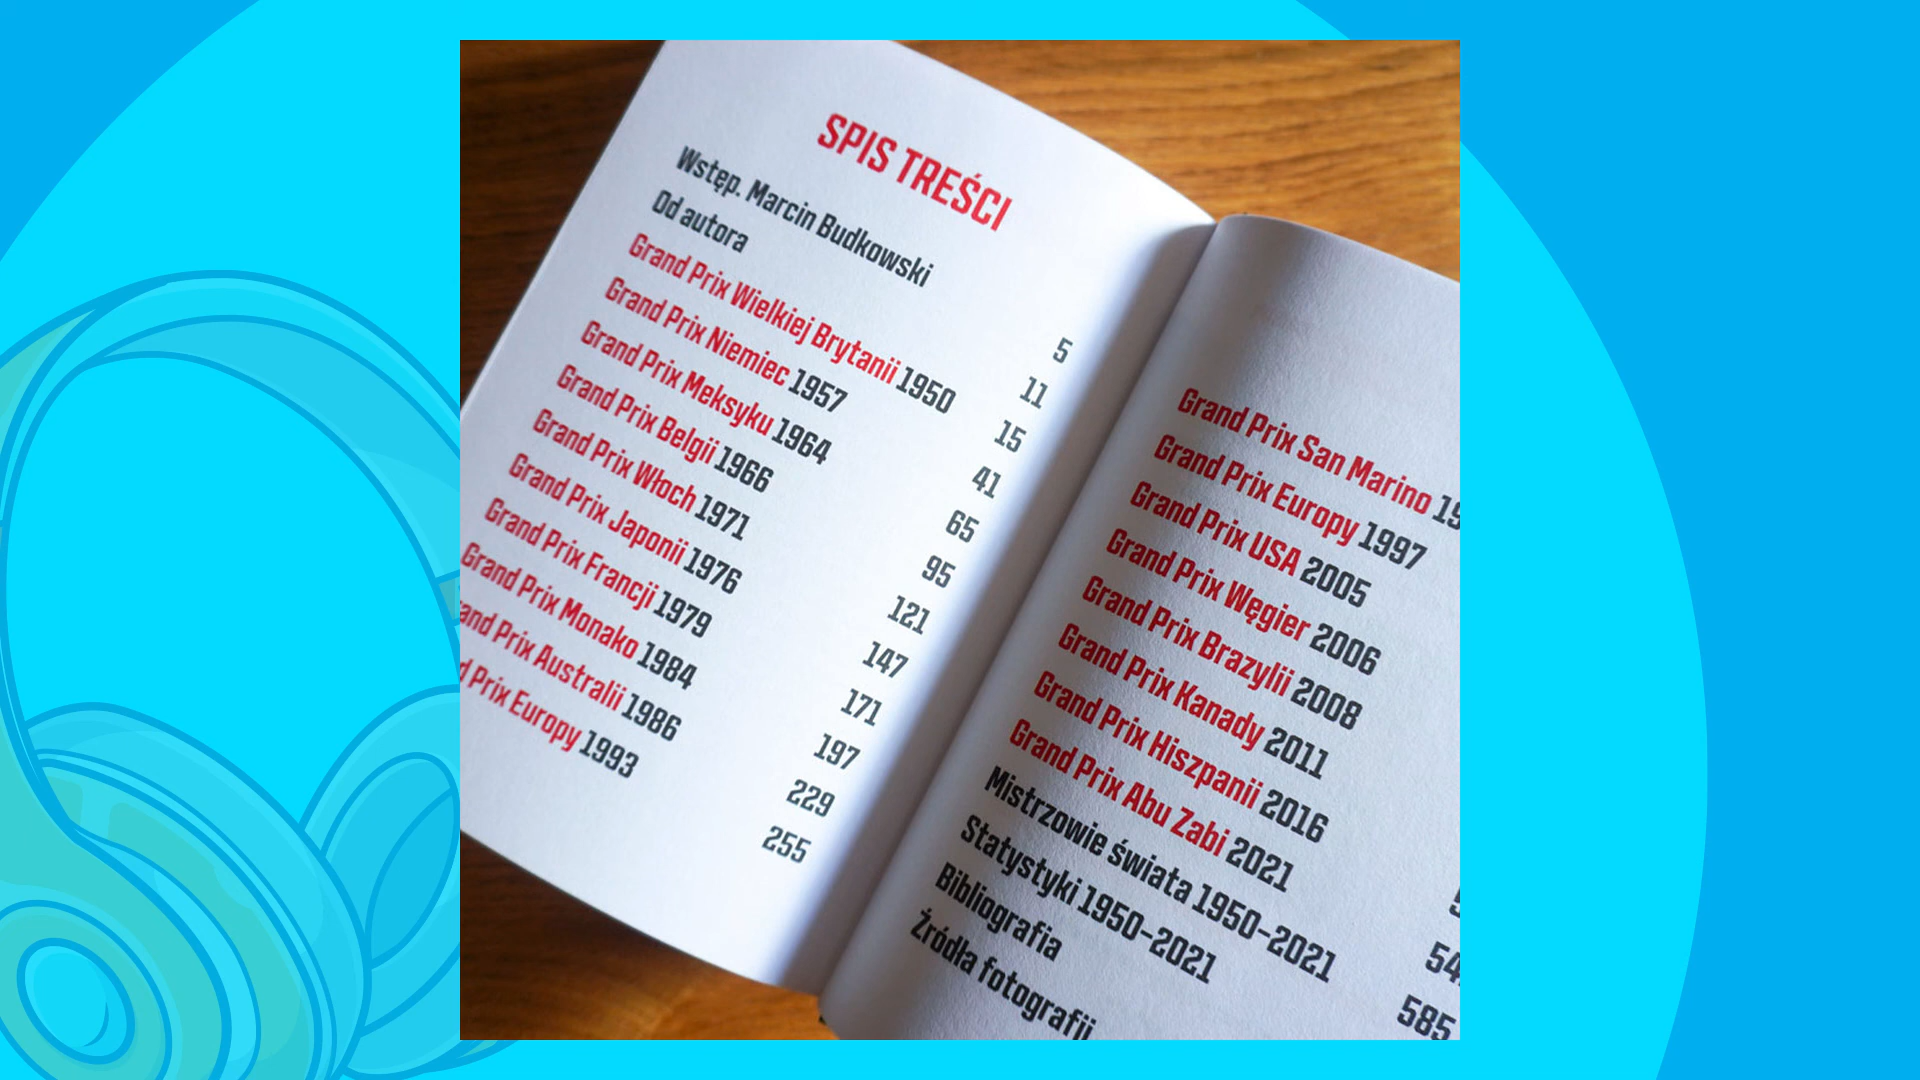 SPIS TREŚCI
Wstęp. Marcin Budkowski 5
Od autora 11
Grand Prix Wielkiej Brytanii 1950 15
Grand Prix Niemiec 1957 41
Grand Prix Meksyku 1964 65
Grand Prix Belgii 1966 95
Grand Prix Włoch 1971 121
Grand Prix Japonii 1976 147
Grand Prix Francji 1979 171
Grand Prix Monako 1984 197
Prix Australii 1986 229
Prix Europy 1993 255
Grand Prix San Marino
Grand Prix Europy 1997
Grand Prix USA 2005
Grand Prix Węgier 2006
Grand Prix Brazylii 2008
Grand Prix Kanady 2011
Grand Prix Hiszpanii 2016
Grand Prix Abu Zabi 2021
Mistrzowie świata 1950–2021 585
Statystyki 1950–2021
Bibliografia
Źródła fotografii